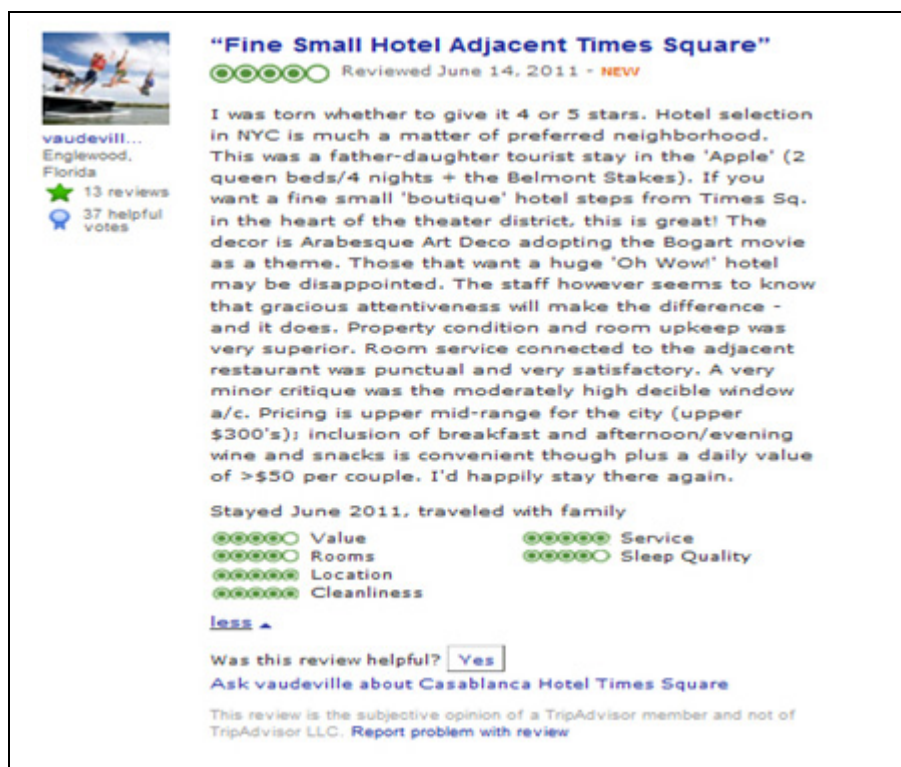 “Fine Small Hotel Adjacent Times Square”
Reviewed June 14, 2011 - NEW
vaudevill...
Englewood,
Florida
13 reviews
37 helpful
votes
I was torn whether to give it 4 or 5 stars. Hotel selection
in NYC is much a matter of preferred neighborhood.
This was a father-daughter tourist stay in the 'Apple' (2
queen beds/4 nights + the Belmont Stakes). If you
want a fine small 'boutique' hotel steps from Times Sq.
in the heart of the theater district, this is great! The
decor is Arabesque Art Deco adopting the Bogart movie
as a theme. Those that want a huge 'Oh Wow!' hotel
may be disappointed. The staff however seems to know
that gracious attentiveness will make the difference -
and it does. Property condition and room upkeep was
very superior. Room service connected to the adjacent
restaurant was punctual and very satisfactory. A very
minor critique was the moderately high decible window
a/c. Pricing is upper mid-range for the city (upper
$300's); inclusion of breakfast and afternoon/evening
wine and snacks is convenient though plus a daily value
of >$50 per couple. I'd happily stay there again.
Stayed June 2011, traveled with family
Value Service
Rooms Sleep Quality
Location
Cleanliness
less
Was this review helpful? Yes
Ask vaudeville about Casablanca Hotel Times Square
This review is the subjective opinion of a TripAdvisor member and not of
TripAdvisor LLC. Report problem with review